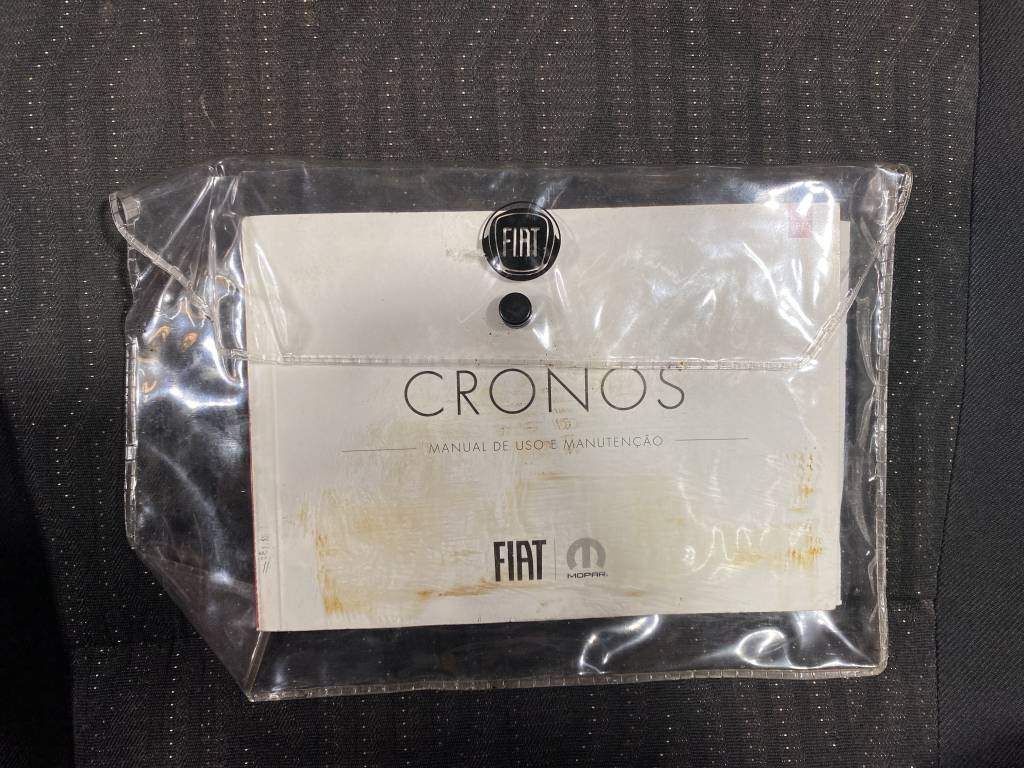 FIAT
CRONOS
MANUAL DE USO E MANUTENÇÃO
FIAT
MOPAR